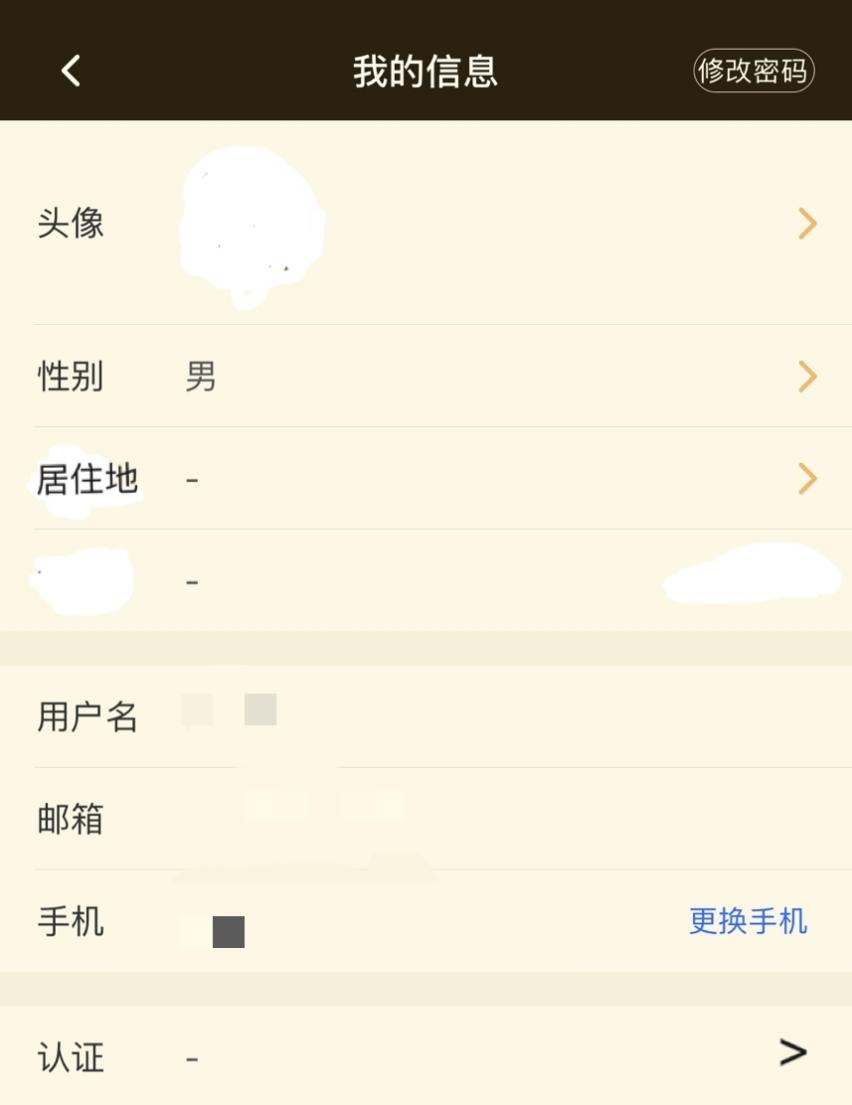 我的信息 修改密码
头像
性别 男
居住地 -
-
用户名
邮箱
手机 更换手机
认证 - >